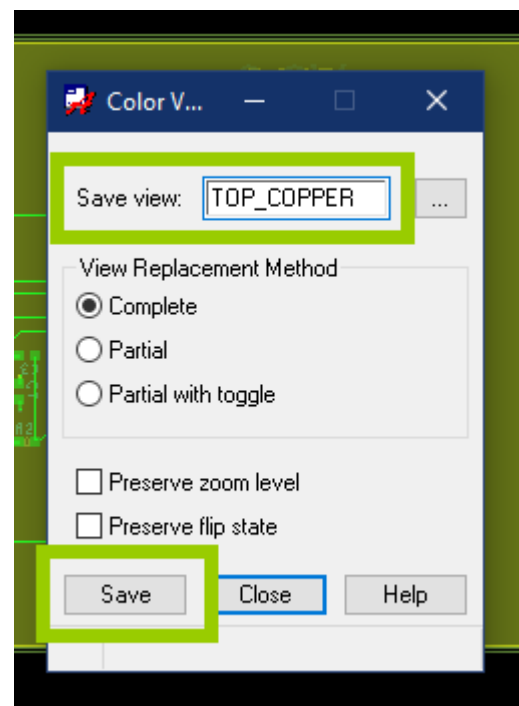 Color V...
Save view: TOP_COPPER ...
View Replacement Method
Complete
Partial
Partial with toggle
Preserve zoom level
Preserve flip state
Save Close Help